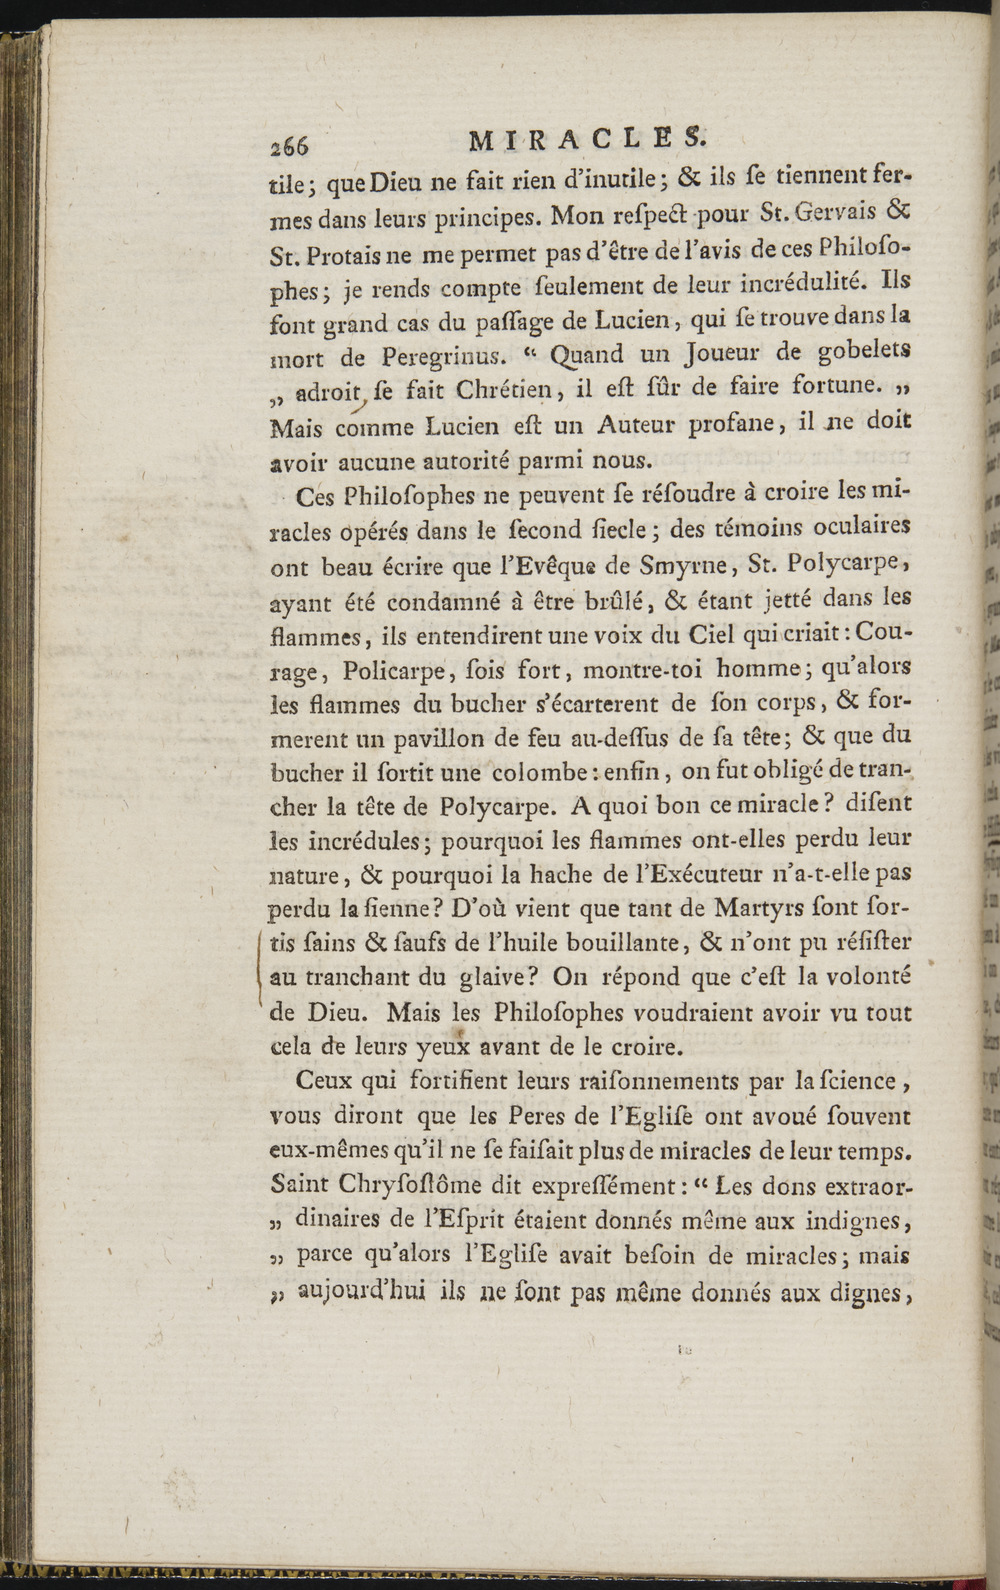 266 MIRACLES.
tile; que Dieu ne fait rien d'inutile; & ils ſe tiennent fer-
mes dans leurs principes. Mon reſpect pour St. Gervais &
St. Protais ne me permet pas d'être de l'avis de ces Philoſo-
phes; je rends compte ſeulement de leur incrédulité. Ils
font grand cas du paſſage de Lucien, qui ſe trouve dans la
mort de Peregrinus. “ Quand un Joueur de gobelets
„ adroit, ſe fait Chrétien, il eſt ſûr de faire fortune. „
Mais comme Lucien eſt un Auteur profane, il ne doit
avoir aucune autorité parmi nous.
Ces Philoſophes ne peuvent ſe réſoudre à croire les mi-
racles opérés dans le ſecond ſiecle; des témoins oculaires
ont beau écrire que l'Evêque de Smyrne, St. Polycarpe,
ayant été condamné à être brûlé, & étant jetté dans les
flammes, ils entendirent une voix du Ciel qui criait : Cou-
rage, Policarpe, ſois fort, montre-toi homme; qu'alors
les flammes du bucher s'écarterent de ſon corps, & for-
merent un pavillon de feu au-deſſus de ſa tête; & que du
bucher il ſortit une colombe : enfin, on fut obligé de tran-
cher la tête de Polycarpe. A quoi bon ce miracle? diſent
les incrédules; pourquoi les flammes ont-elles perdu leur
nature, & pourquoi la hache de l'Exécuteur n'a-t-elle pas
perdu la ſienne? D'où vient que tant de Martyrs ſont ſor-
tis ſains & ſaufs de l'huile bouillante, & n'ont pu réſiſter
au tranchant du glaive? On répond que c'eſt la volonté
de Dieu. Mais les Philoſophes voudraient avoir vu tout
cela de leurs yeux avant de le croire.
Ceux qui fortifient leurs raiſonnements par la ſcience,
vous diront que les Peres de l'Egliſe ont avoué ſouvent
eux-mêmes qu'il ne ſe faiſait plus de miracles de leur temps.
Saint Chryſoſtôme dit expreſſément : “ Les dons extraor-
„ dinaires de l'Eſprit étaient donnés même aux indignes,
„ parce qu'alors l'Egliſe avait beſoin de miracles; mais
„ aujourd'hui ils ne ſont pas même donnés aux dignes,